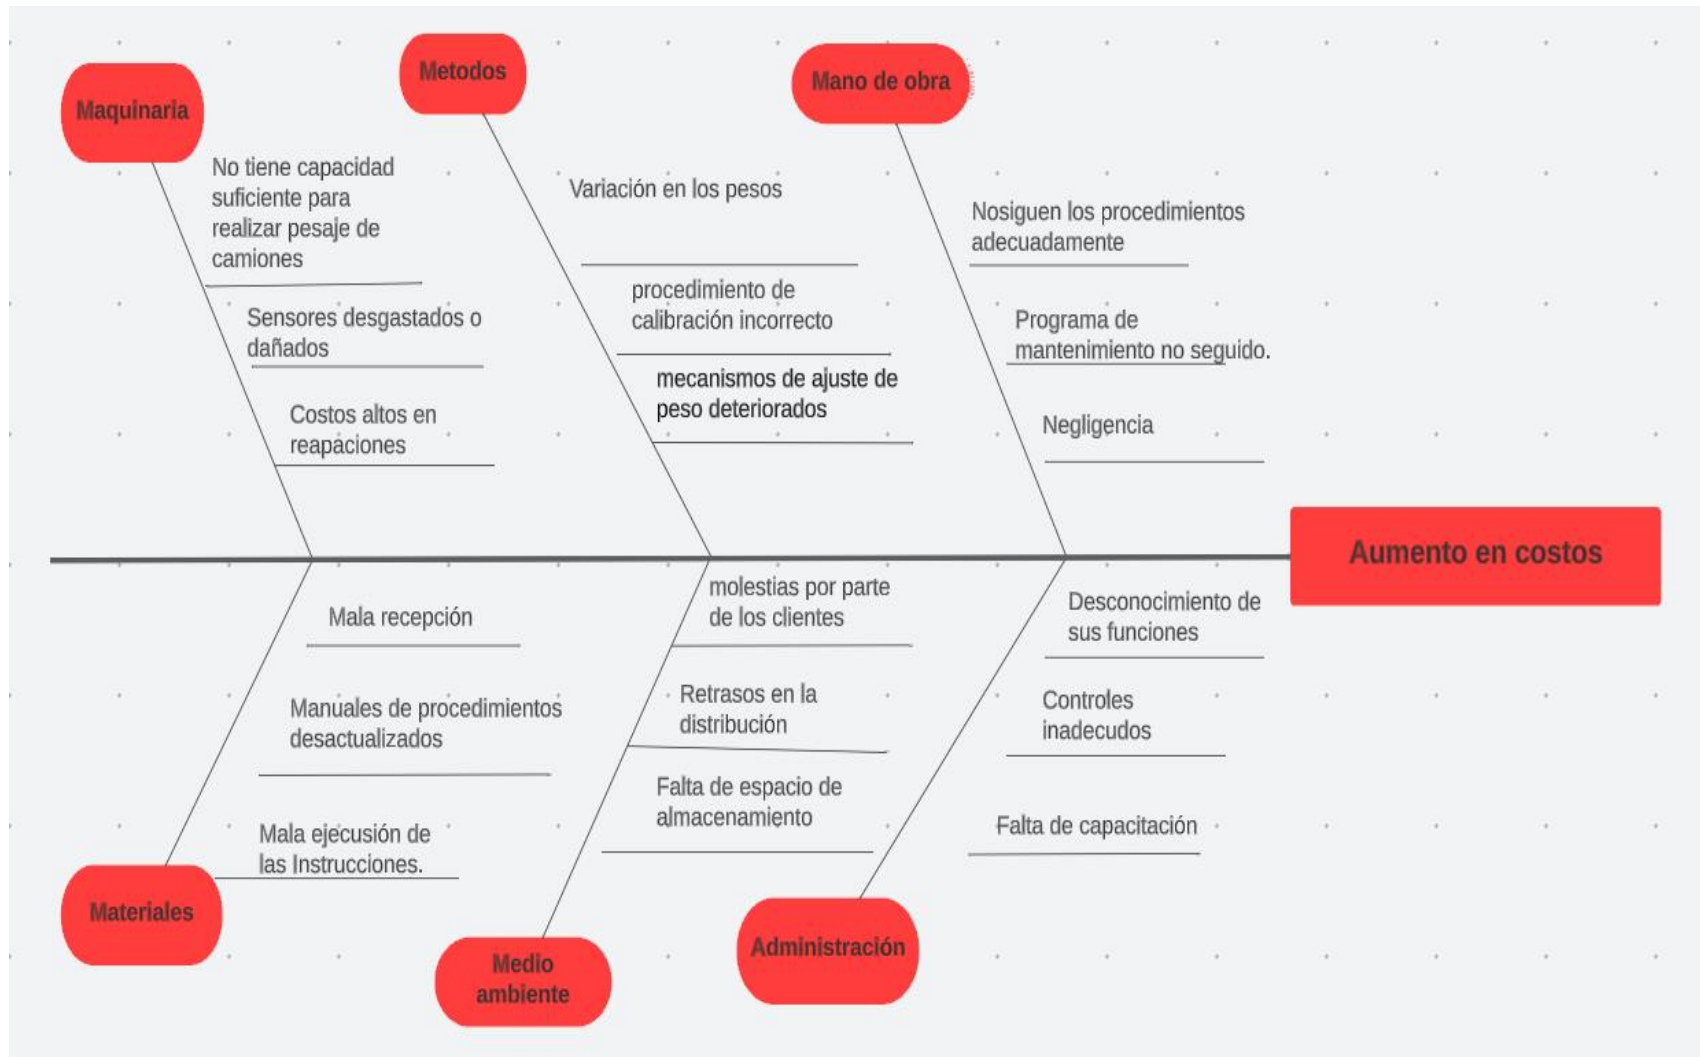 Maquinaria
Metodos
Mano de obra
No tiene capacidad
suficiente para
realizar pesaje de
camiones
Sensores desgastados o
dañados
Costos altos en
reapaciones
Variación en los pesos
procedimiento de
calibración incorrecto
mecanismos de ajuste de
peso deteriorados
Nosiguen los procedimientos
adecuadamente
Programa de
mantenimiento no seguido.
Negligencia
Aumento en costos
Mala recepción
Manuales de procedimientos
desactualizados
Mala ejecusión de
las Instrucciones.
molestias por parte
de los clientes
Retrasos en la
distribución
Falta de espacio de
almacenamiento
Desconocimiento de
sus funciones
Controles
inadecudos
Falta de capacitación
Materiales
Medio
ambiente
Administración